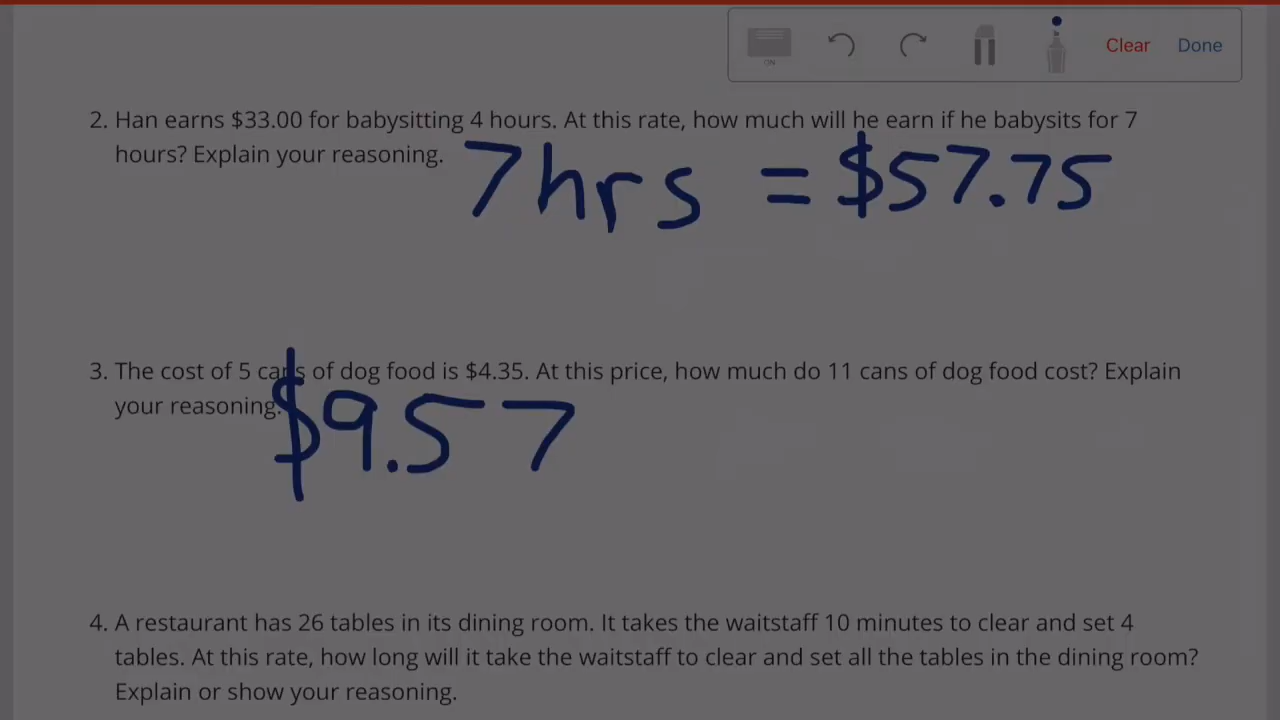 ON
Clear Done
2. Han earns $33.00 for babysitting 4 hours. At this rate, how much will he earn if he babysits for 7
hours? Explain your reasoning.
7hrs = $57.75
3. The cost of 5 cans of dog food is $4.35. At this price, how much do 11 cans of dog food cost? Explain
your reasoning.
$9.57
4. A restaurant has 26 tables in its dining room. It takes the waitstaff 10 minutes to clear and set 4
tables. At this rate, how long will it take the waitstaff to clear and set all the tables in the dining room?
Explain or show your reasoning.